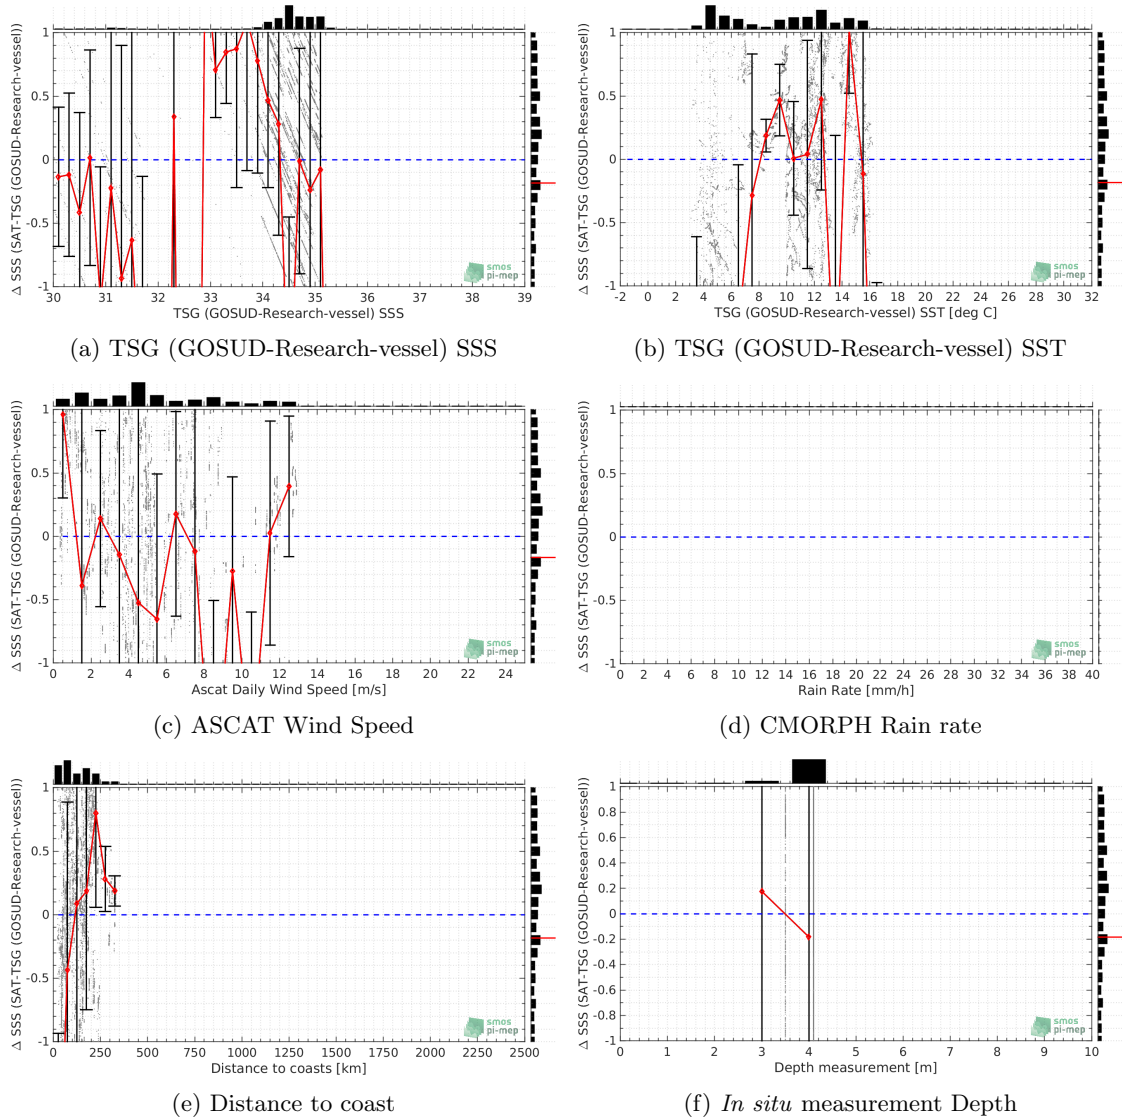 Δ SSS (SAT-TSG (GOSUD-Research-vessel))
1
0.5
0
-0.5
-1
30 31 32 33 34 35 36 37 38 39
TSG (GOSUD-Research-vessel) SSS
smos
pi-mep
(a) TSG (GOSUD-Research-vessel) SSS
Δ SSS (SAT-TSG (GOSUD-Research-vessel))
1
0.5
0
-0.5
-1
-2 0 2 4 6 8 10 12 14 16 18 20 22 24 26 28 30 32
TSG (GOSUD-Research-vessel) SST [deg C]
smos
pi-mep
(b) TSG (GOSUD-Research-vessel) SST
Δ SSS (SAT-TSG (GOSUD-Research-vessel))
1
0.5
0
-0.5
-1
0 2 4 6 8 10 12 14 16 18 20 22 24
Ascat Daily Wind Speed [m/s]
smos
pi-mep
(c) ASCAT Wind Speed
Δ SSS (SAT-TSG (GOSUD-Research-vessel))
1
0.5
0
-0.5
-1
0 2 4 6 8 10 12 14 16 18 20 22 24 26 28 30 32 34 36 38 40
Rain Rate [mm/h]
smos
pi-mep
(d) CMORPH Rain rate
Δ SSS (SAT-TSG (GOSUD-Research-vessel))
1
0.5
0
-0.5
-1
0 250 500 750 1000 1250 1500 1750 2000 2250 2500
Distance to coasts [km]
smos
pi-mep
(e) Distance to coast
Δ SSS (SAT-TSG (GOSUD-Research-vessel))
1
0.8
0.6
0.4
0.2
0
-0.2
-0.4
-0.6
-0.8
-1
0 1 2 3 4 5 6 7 8 9 10
Depth measurement [m]
smos
pi-mep
(f) In situ measurement Depth